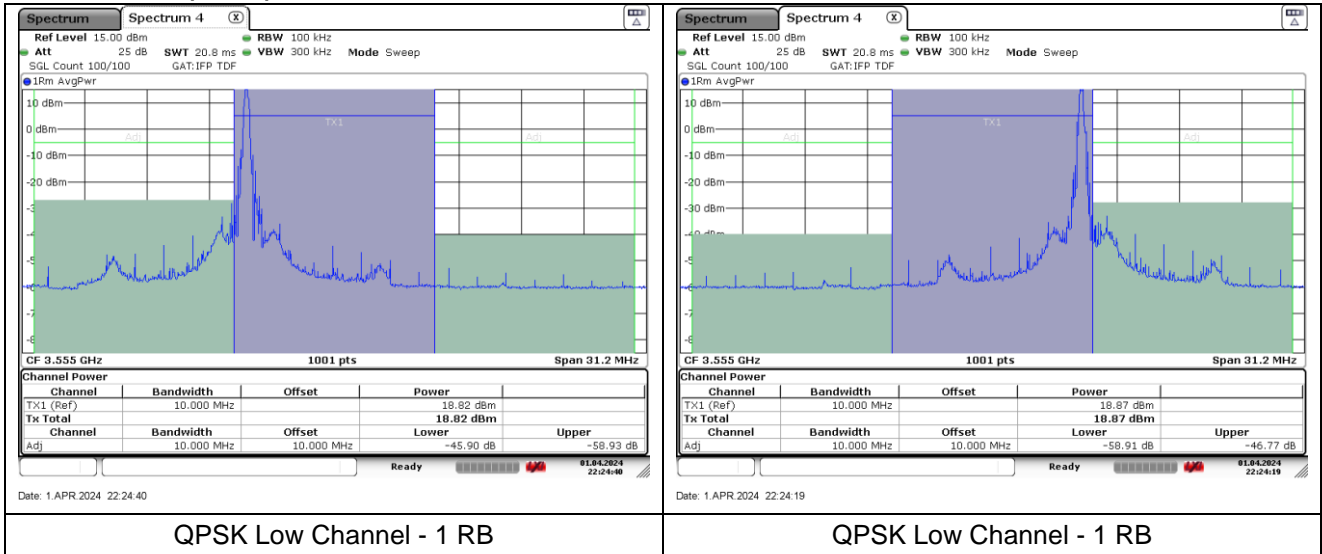 Spectrum Spectrum 4 X
Ref Level 15.00 dBm RBW 100 kHz
Att 25 dB SWT 20.8 ms VBW 300 kHz Mode Sweep
SGL Count 100/100 GAT:IFP TDF
1Rm AvgPwr
10 dBm
TX1
0 dBm
Adj Adj
-10 dBm
-20 dBm
CF 3.555 GHz 1001 pts Span 31.2 MHz
Channel Power
Channel Bandwidth Offset Power
TX1 (Ref) 10.000 MHz 18.82 dBm
Tx Total 18.82 dBm
Channel Bandwidth Offset Lower Upper
Adj 10.000 MHz 10.000 MHz -45.90 dB -58.93 dB
Ready 01.04.2024
22:24:40
Date: 1.APR.2024 22:24:40
QPSK Low Channel - 1 RB
Spectrum Spectrum 4 X
Ref Level 15.00 dBm RBW 100 kHz
Att 25 dB SWT 20.8 ms VBW 300 kHz Mode Sweep
SGL Count 100/100 GAT:IFP TDF
1Rm AvgPwr
10 dBm
TX1
0 dBm
Adj Adj
-10 dBm
-20 dBm
-30 dBm
CF 3.555 GHz 1001 pts Span 31.2 MHz
Channel Power
Channel Bandwidth Offset Power
TX1 (Ref) 10.000 MHz 18.87 dBm
Tx Total 18.87 dBm
Channel Bandwidth Offset Lower Upper
Adj 10.000 MHz 10.000 MHz -58.91 dB -46.77 dB
Ready 01.04.2024
22:24:19
Date: 1.APR.2024 22:24:19
QPSK Low Channel - 1 RB